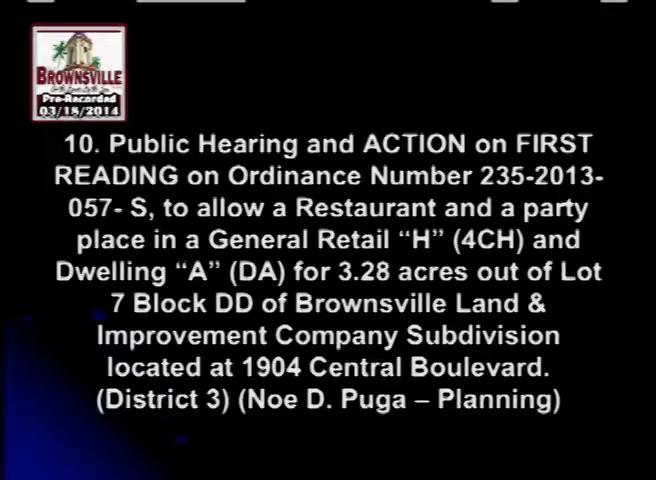 BROWNSVILLE
Pre-Recorded
03/18/2014
10. Public Hearing and ACTION on FIRST
READING on Ordinance Number 235-2013-
057- S, to allow a Restaurant and a party
place in a General Retail “H” (4CH) and
Dwelling “A” (DA) for 3.28 acres out of Lot
7 Block DD of Brownsville Land &
Improvement Company Subdivision
located at 1904 Central Boulevard.
(District 3) (Noe D. Puga – Planning)